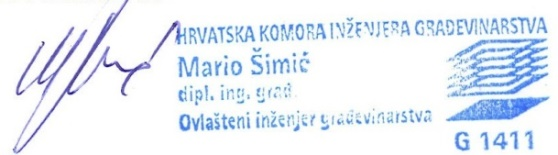 HRVATSKA KOMORA INŽENJERA GRAĐEVINARSTVA
Mario Šimić
dipl. ing. građ.
Ovlašteni inženjer građevinarstva
G 1411